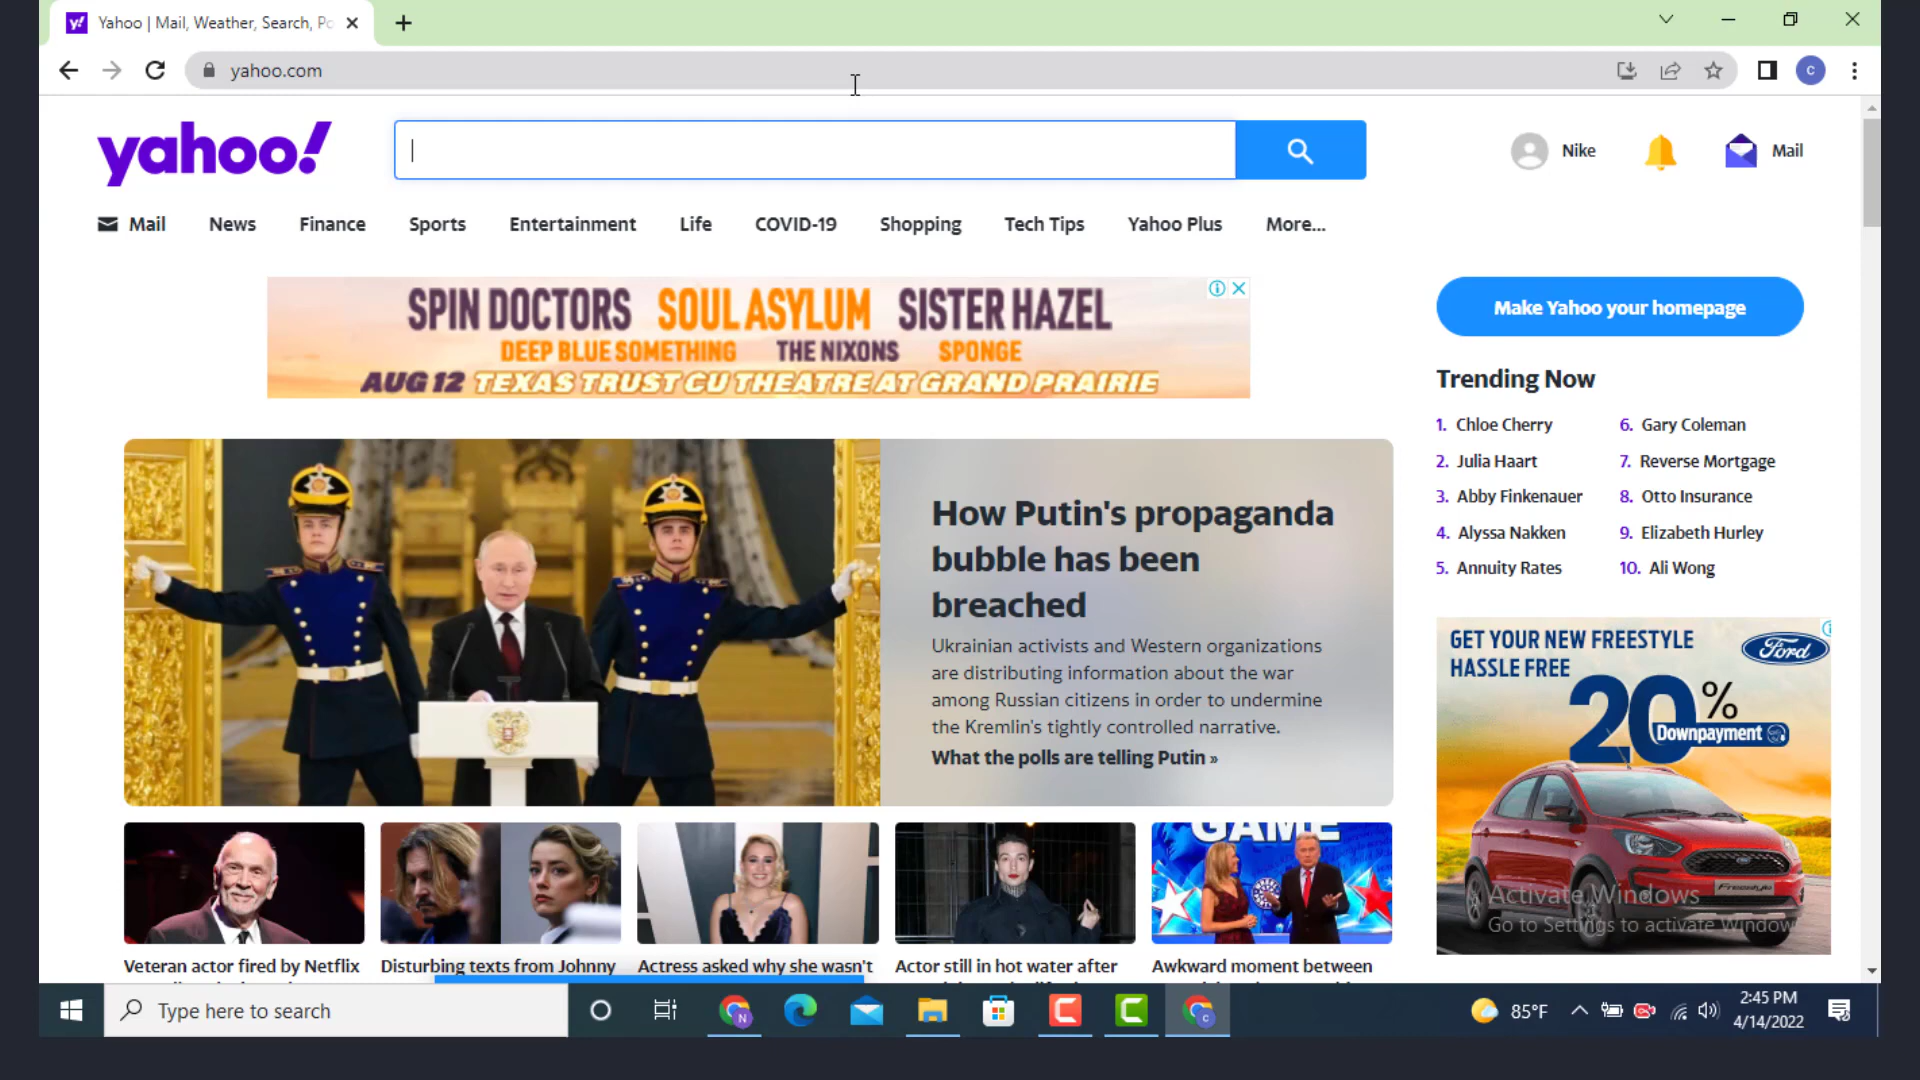 Yahoo | Mail, Weather, Search, Po
yahoo.com
C
yahoo!
Nike
Mail
Mail News Finance Sports Entertainment Life COVID-19 Shopping Tech Tips Yahoo Plus More...
SPIN DOCTORS SOUL ASYLUM SISTER HAZEL
DEEP BLUE SOMETHING THE NIXONS SPONGE
AUG 12 TEXAS TRUST CU THEATRE AT GRAND PRAIRIE
Make Yahoo your homepage
Trending Now
1. Chloe Cherry
2. Julia Haart
3. Abby Finkenauer
4. Alyssa Nakken
5. Annuity Rates
6. Gary Coleman
7. Reverse Mortgage
8. Otto Insurance
9. Elizabeth Hurley
10. Ali Wong
How Putin's propaganda
bubble has been
breached
Ukrainian activists and Western organizations
are distributing information about the war
among Russian citizens in order to undermine
the Kremlin's tightly controlled narrative.
What the polls are telling Putin »
GET YOUR NEW FREESTYLE
HASSLE FREE
Ford
20%
Downpayment
Freestyle
Activate Windows
Go to Settings to activate Window
GAME
Veteran actor fired by Netflix
Disturbing texts from Johnny
Actress asked why she wasn't
Actor still in hot water after
Awkward moment between
Type here to search
N
C
C
C
85°F
2:45 PM
4/14/2022